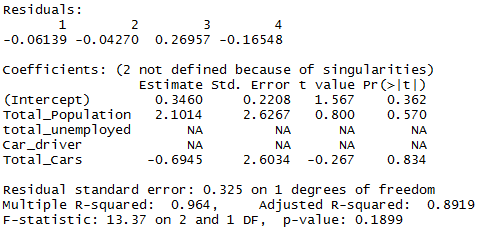 Residuals:
1 2 3 4
-0.06139 -0.04270 0.26957 -0.16548
Coefficients: (2 not defined because of singularities)
Estimate Std. Error t value Pr(>|t|)
(Intercept) 0.3460 0.2208 1.567 0.362
Total_Population 2.1014 2.6267 0.800 0.570
total_unemployed NA NA NA NA
Car_driver NA NA NA NA
Total_Cars -0.6945 2.6034 -0.267 0.834
Residual standard error: 0.325 on 1 degrees of freedom
Multiple R-squared: 0.964, Adjusted R-squared: 0.8919
F-statistic: 13.37 on 2 and 1 DF, p-value: 0.1899